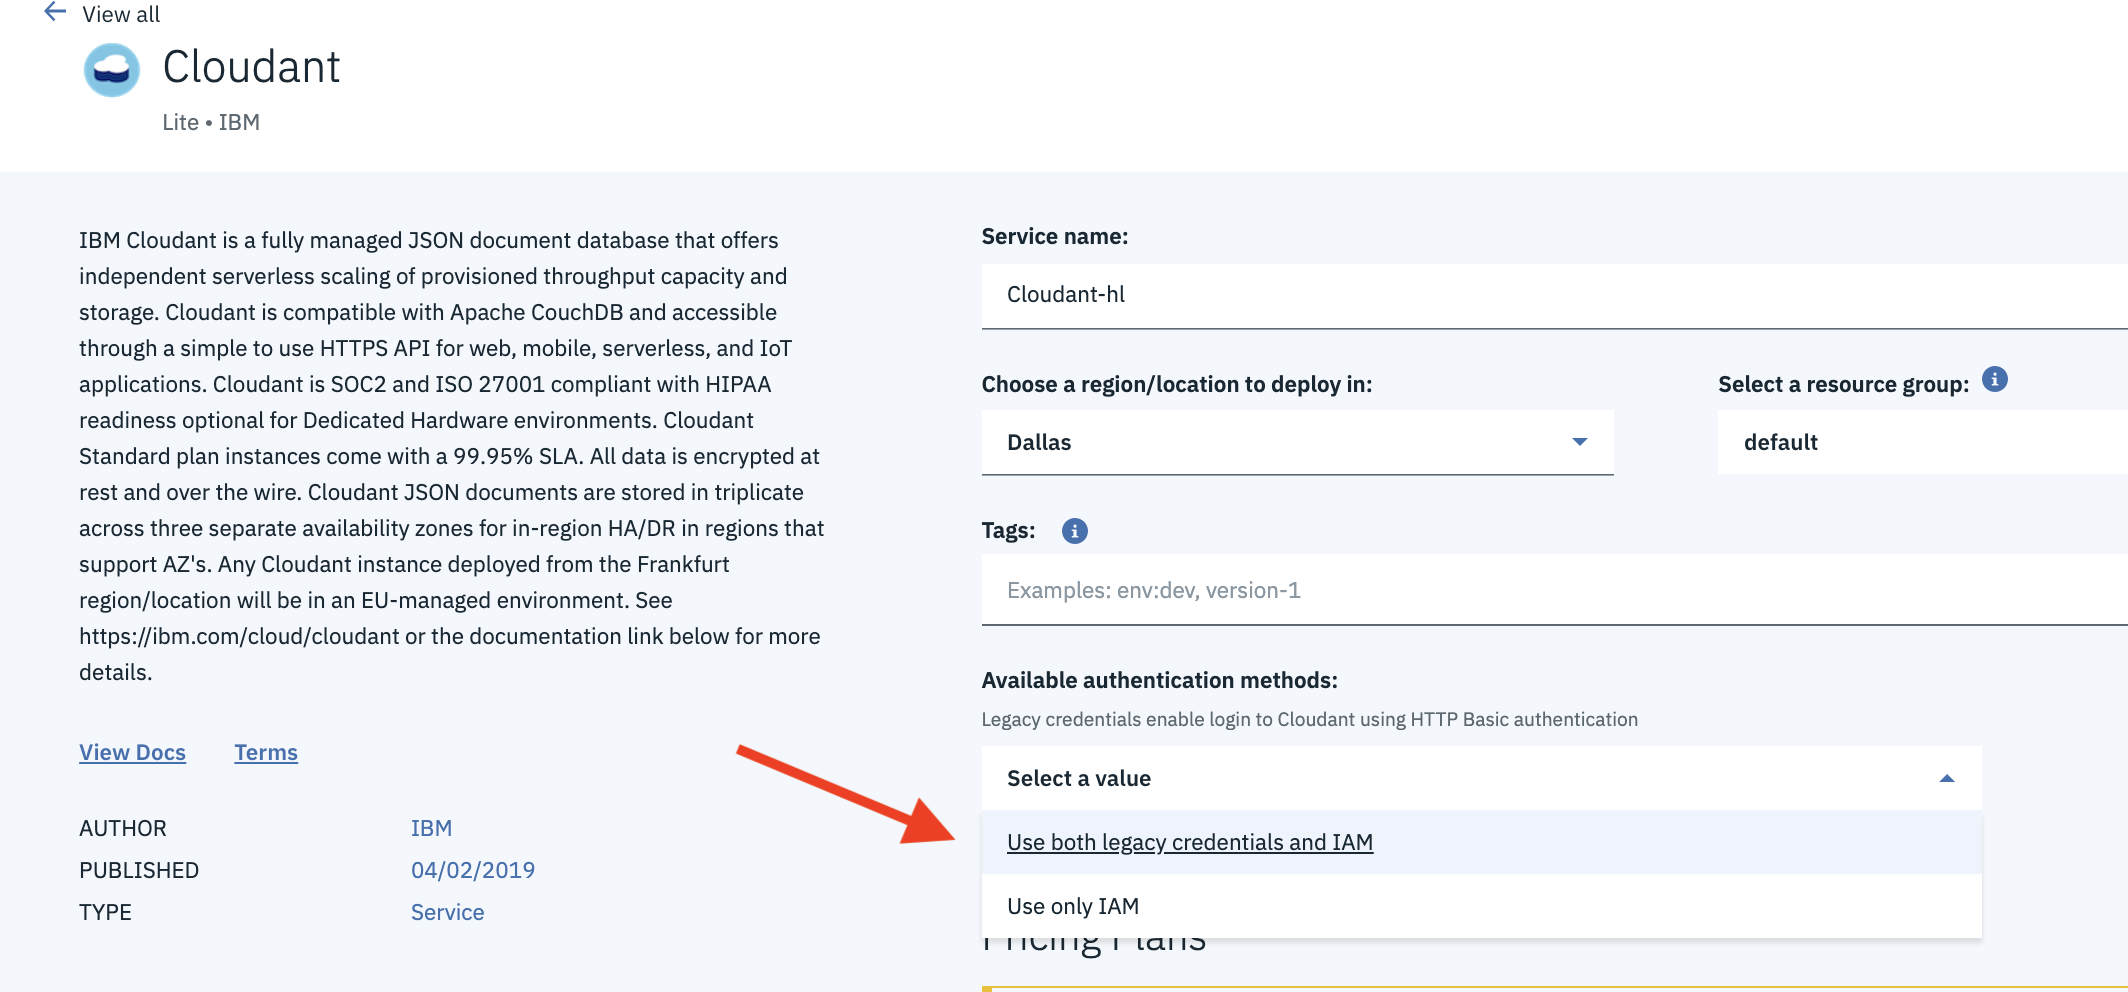 View all
Cloudant
Lite • IBM
IBM Cloudant is a fully managed JSON document database that offers
independent serverless scaling of provisioned throughput capacity and
storage. Cloudant is compatible with Apache CouchDB and accessible
through a simple to use HTTPS API for web, mobile, serverless, and IoT
applications. Cloudant is SOC2 and ISO 27001 compliant with HIPAA
readiness optional for Dedicated Hardware environments. Cloudant
Standard plan instances come with a 99.95% SLA. All data is encrypted at
rest and over the wire. Cloudant JSON documents are stored in triplicate
across three separate availability zones for in-region HA/DR in regions that
support AZ's. Any Cloudant instance deployed from the Frankfurt
region/location will be in an EU-managed environment. See
https://ibm.com/cloud/cloudant or the documentation link below for more
details.
View Docs Terms
AUTHOR IBM
PUBLISHED 04/02/2019
TYPE Service
Service name:
Cloudant-hl
Choose a region/location to deploy in:
Dallas
Select a resource group:
default
Tags:
Examples: env:dev, version-1
Available authentication methods:
Legacy credentials enable login to Cloudant using HTTP Basic authentication
Select a value
Use both legacy credentials and IAM
Use only IAM
Pricing Plans